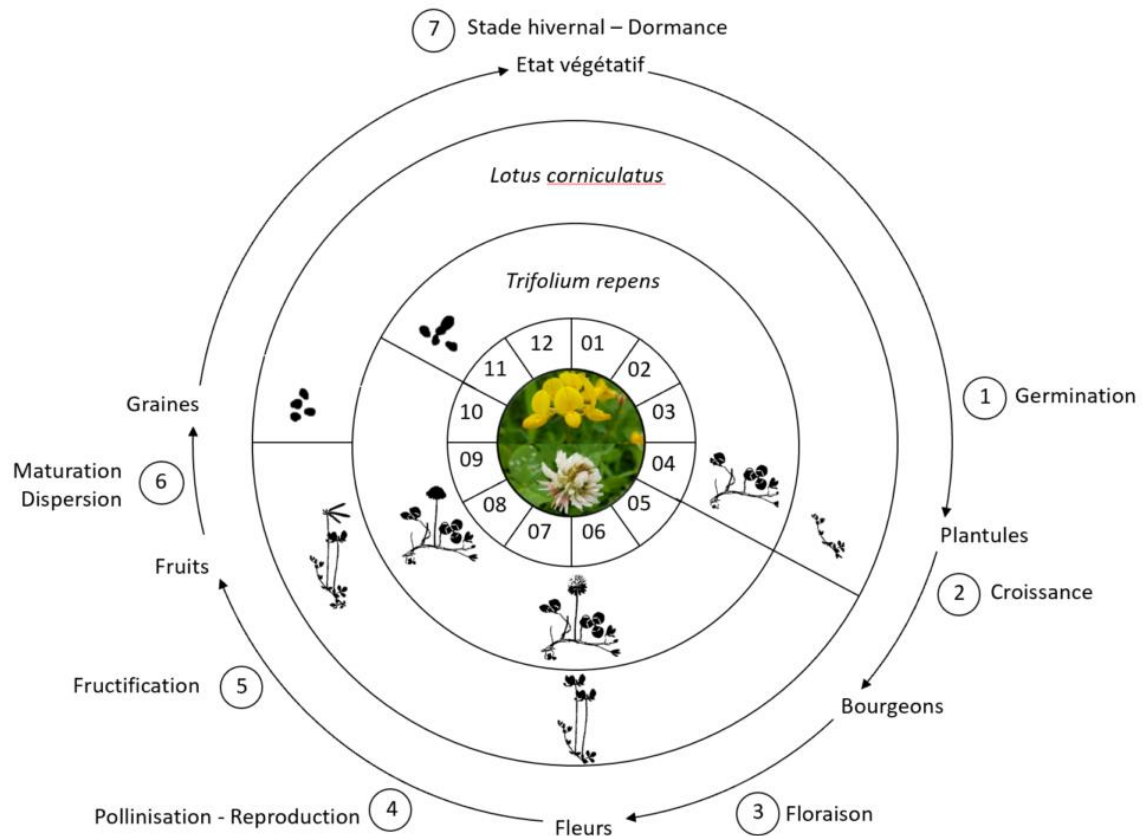 7 Stade hivernal – Dormance
Etat végétatif
Lotus corniculatus
Trifolium repens
12 01
11 02
10 03
09 04
08 05
07 06
1 Germination
Plantules
2 Croissance
Bourgeons
3 Floraison
Fleurs
4 Pollinisation - Reproduction
5 Fructification
Fruits
6 Maturation
Dispersion
Graines